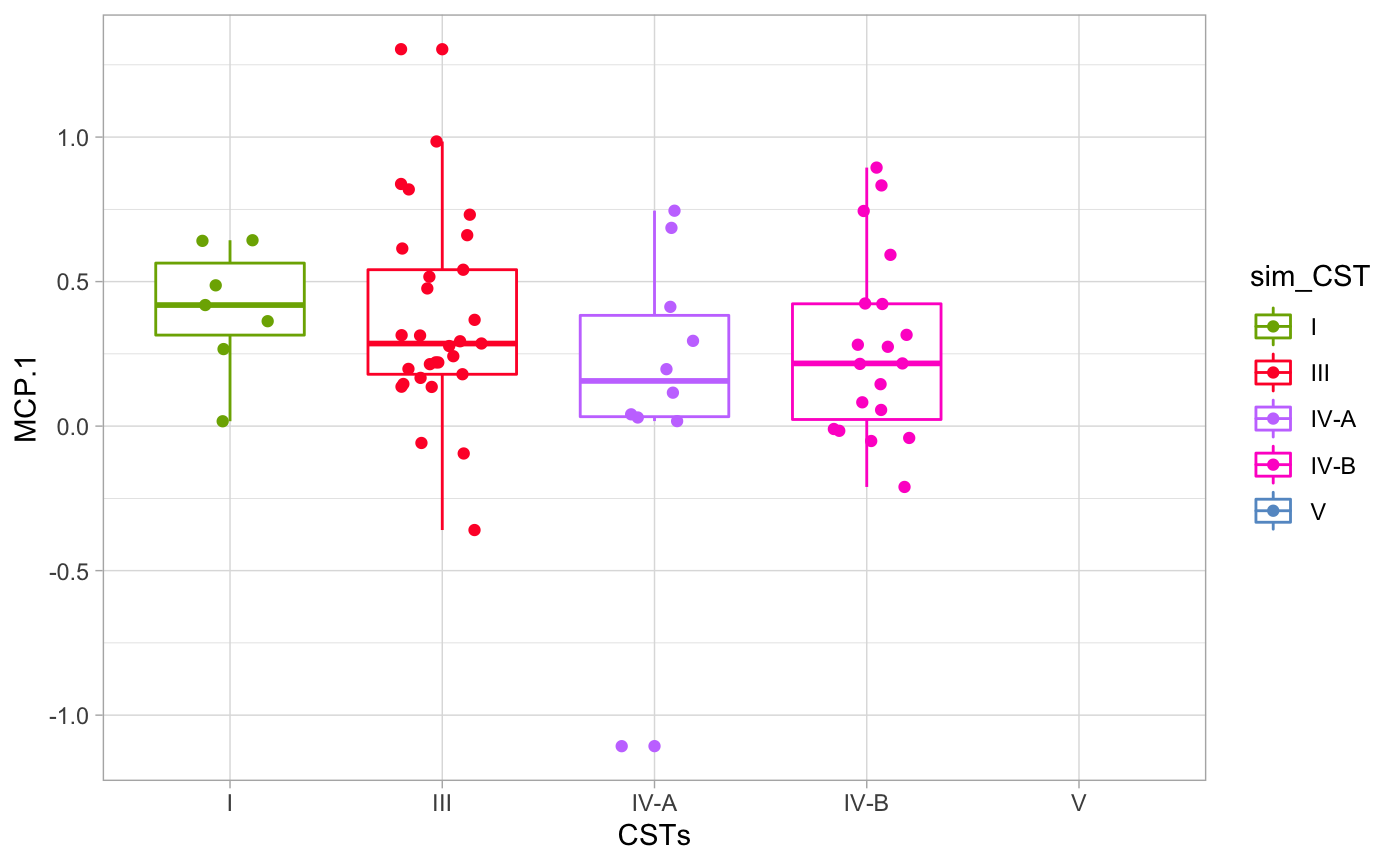 MCP.1
1.0
0.5
0.0
-0.5
-1.0
I
III
IV-A
IV-B
V
CSTs
sim_CST
I
III
IV-A
IV-B
V